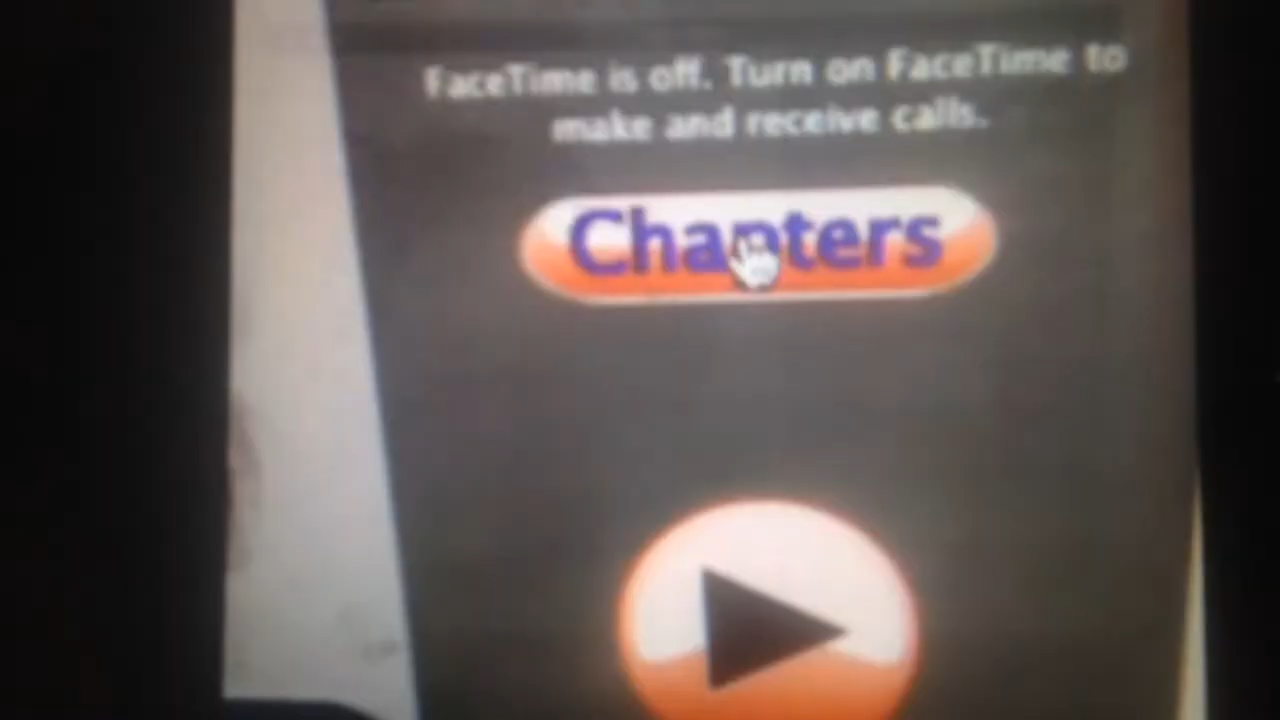 FaceTime is off. Turn on FaceTime to
make and receive calls.
Chapters